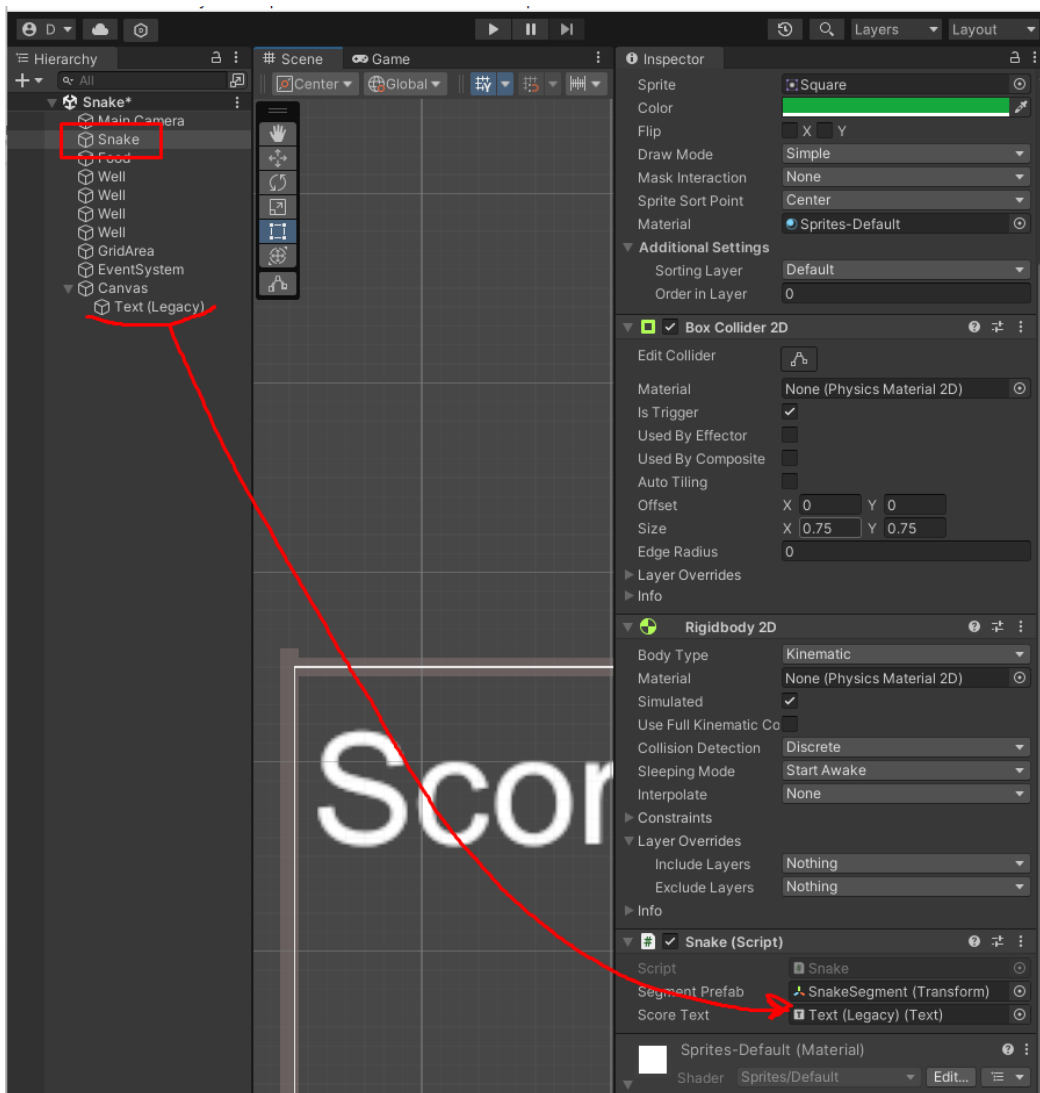 D
Layers
Layout
Hierarchy
All
Snake*
Main Camera
Snake
Food
Well
Well
Well
Well
GridArea
EventSystem
Canvas
Text (Legacy)
Scene
Game
Center
Global
Scor
Inspector
Sprite Square
Color
Flip X Y
Draw Mode Simple
Mask Interaction None
Sprite Sort Point Center
Material Sprites-Default
Additional Settings
Sorting Layer Default
Order in Layer 0
Box Collider 2D
Edit Collider
Material None (Physics Material 2D)
Is Trigger
Used By Effector
Used By Composite
Auto Tiling
Offset X 0 Y 0
Size X 0.75 Y 0.75
Edge Radius 0
Layer Overrides
Info
Rigidbody 2D
Body Type Kinematic
Material None (Physics Material 2D)
Simulated
Use Full Kinematic Co
Collision Detection Discrete
Sleeping Mode Start Awake
Interpolate None
Constraints
Layer Overrides
Include Layers Nothing
Exclude Layers Nothing
Info
# Snake (Script)
Script Snake
Segment Prefab SnakeSegment (Transform)
Score Text Text (Legacy) (Text)
Sprites-Default (Material)
Shader Sprites/Default Edit...